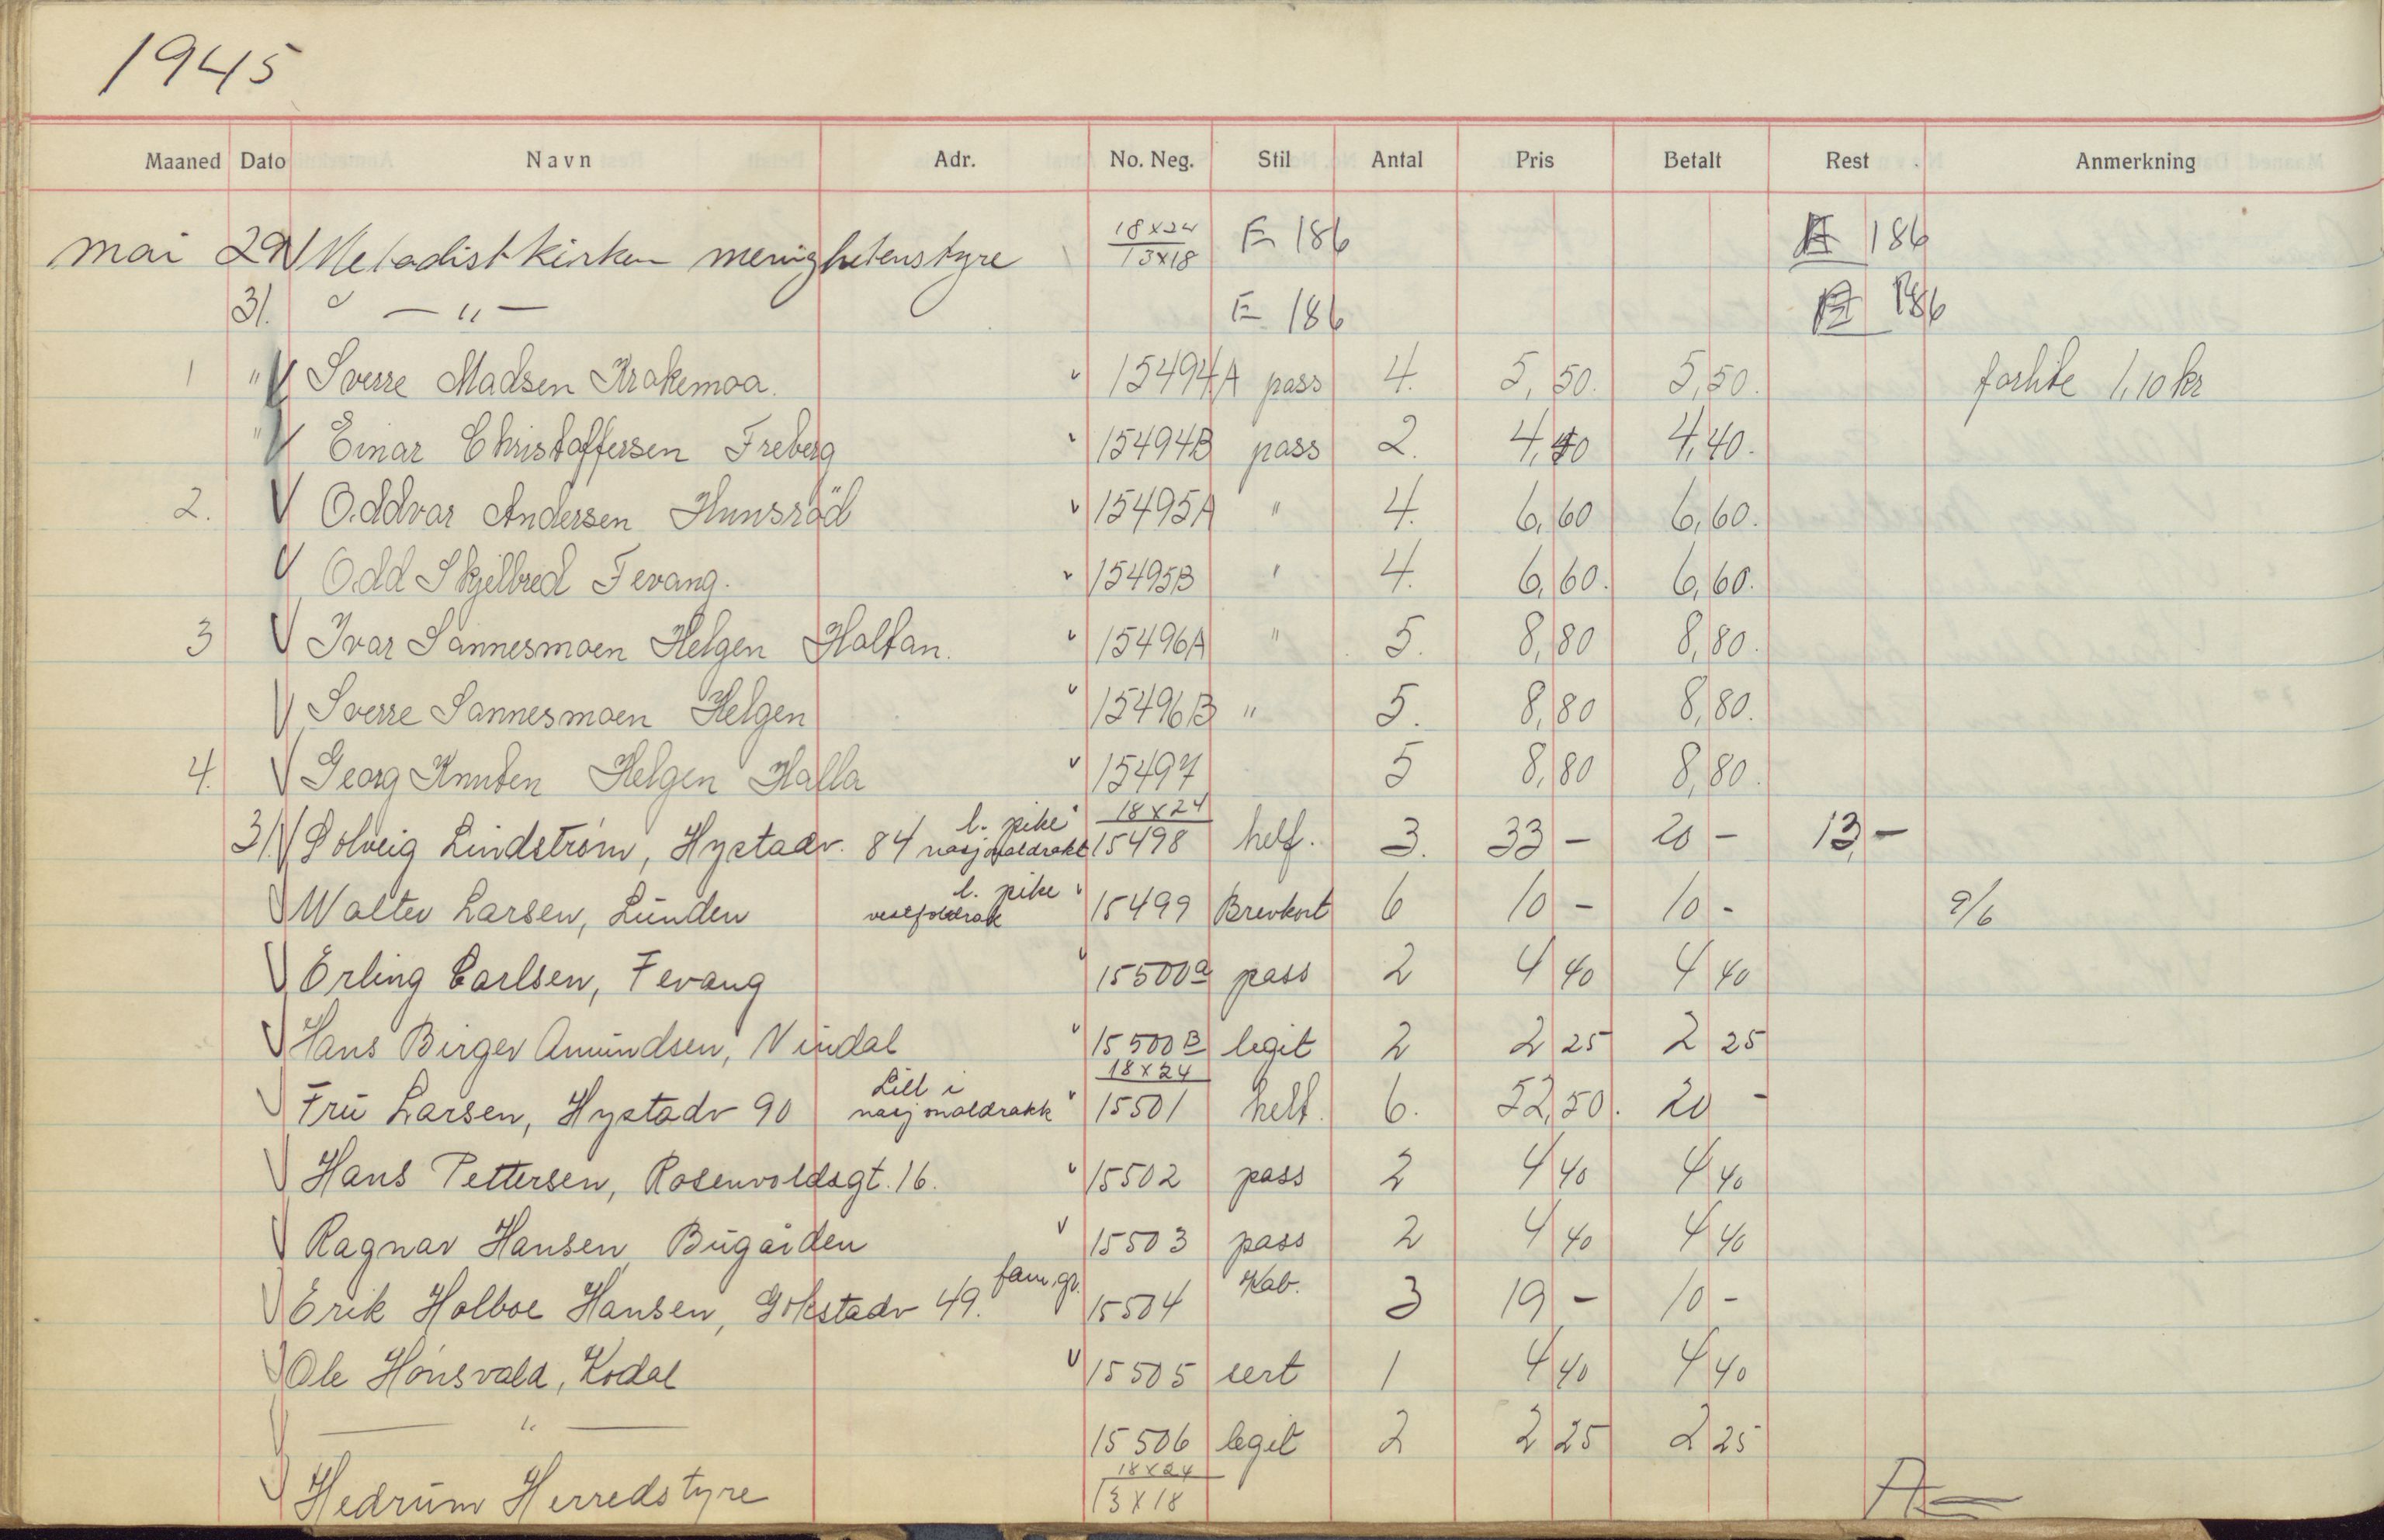 1945
Maaned Dato Navn Adr. No. Neg. Stil Antal Pris Betalt Rest Anmerkning
mai 29 Metodistkirken menighetenstyre 18x24 / 13x18 E 186 186
31. " — " — E 186 186
1 " V Sverre Madsen Krakemoa. 15494A pass 4. 5,50. 5,50. 1,10 kr
" V Einar Christoffersen Freberg 15494B pass 2. 4,40 4,40.
2. V Oddvar Andersen Hunsröd 15495A " 4. 6,60 6,60.
V Odd Skjelbred Fevang. 15495B " 4. 6,60. 6,60.
3 V Ivar Sannesmoen Helgen Holtan. 15496A " 5. 8,80 8,80.
V Sverre Sannesmoen Helgen 15496B " 5. 8,80 8,80.
4. V Georg Knutsen Helgen Halla 15497 5 8,80 8,80.
l. pike 18x24
31. V Solveig Lindstrøm, Hystadv. 84 nasjonaldrakt 15498 helf. 3. 33 – 20 – 13,–
l. pike
V Walter Larsen, Lunden vestfolddrak 15499 Brevkort 6 10 – 10 - 9/6
V Erling Carlsen, Fevang 15500a pass 2 4 40 4 40
V Hans Birger Amundsen, Vindal 15500B legit 2 2 25 2 25
Lill i 18x24
V Fru Larsen, Hystadv 90 nasjonaldrakk 15501 helf. 6. 52,50. 20 -
V Hans Pettersen, Rosenvoldsgt. 16. 15502 pass 2 4 40 4 40
V Ragnar Hansen, Bugården 15503 pass 2 4 40 4 40
V Erik Holboe Hansen, Gokstadv 49. fam. gr. 15504 Kab. 3 19 – 10 –
V Ole Hönsvald, Kodal 15505 sert 1 4 40 4 40
— " — 15506 legit 2 2 25 2 25
V Hedrum Herredstyre 18x24 / 13x18